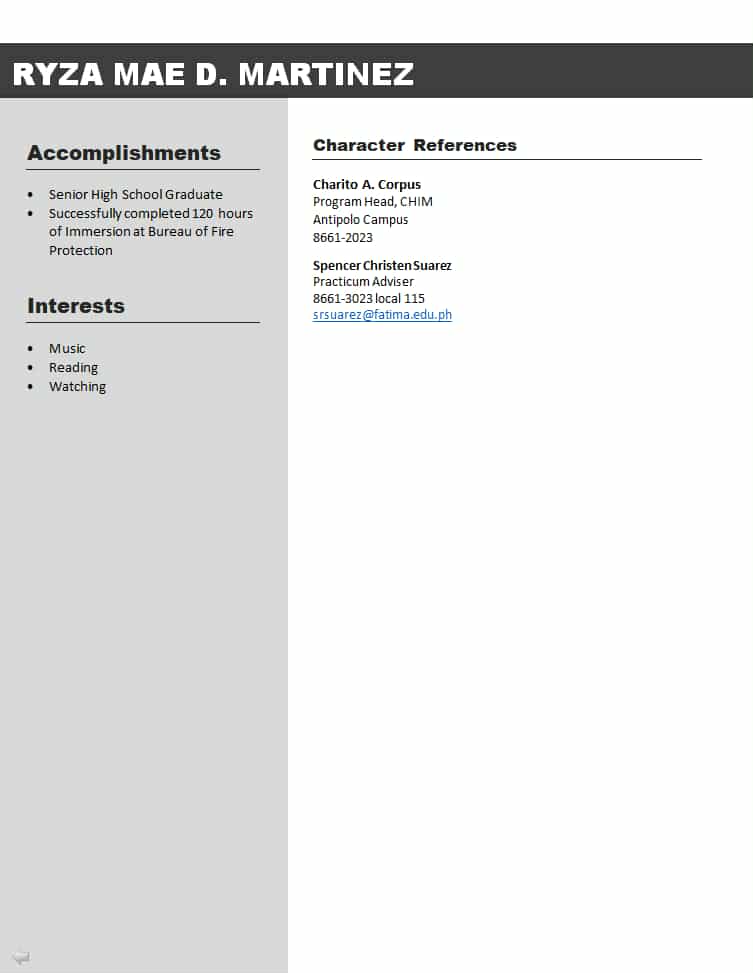 RYZA MAE D. MARTINEZ
Accomplishments
• Senior High School Graduate
• Successfully completed 120 hours
of Immersion at Bureau of Fire
Protection
Interests
• Music
• Reading
• Watching
Character References
Charito A. Corpus
Program Head, CHIM
Antipolo Campus
8661-2023
Spencer Christen Suarez
Practicum Adviser
8661-3023 local 115
srsuarez@fatima.edu.ph